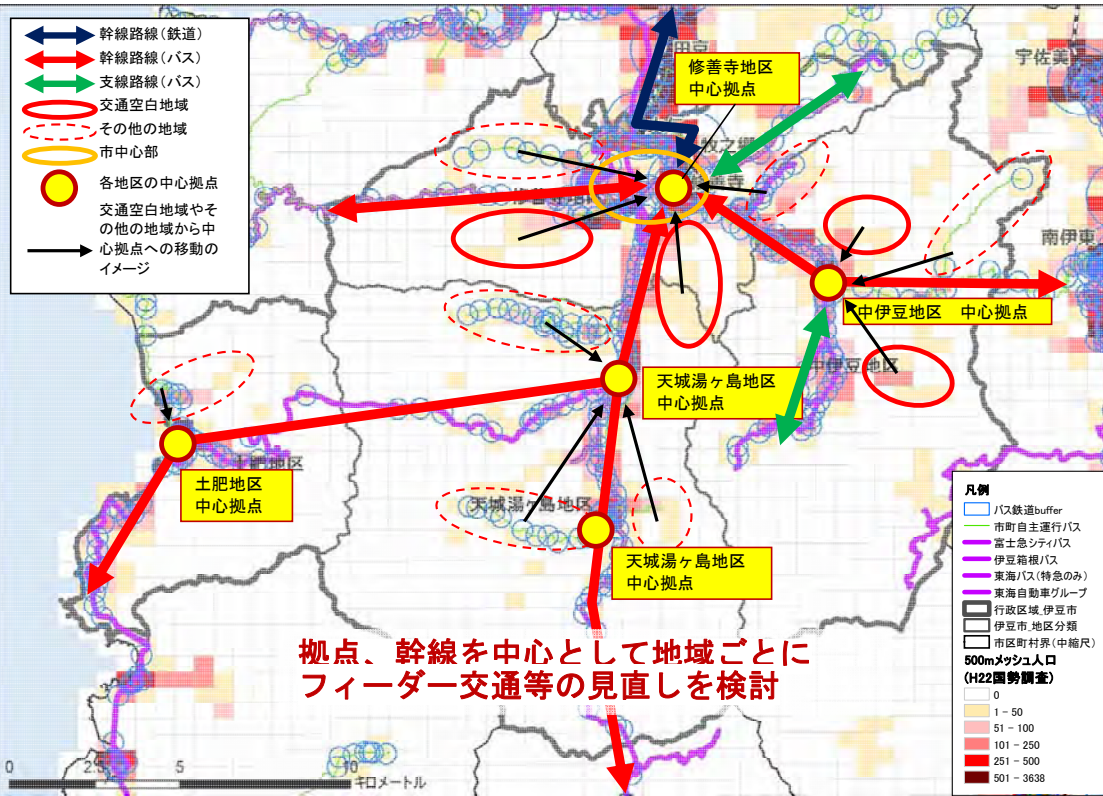 幹線路線(鉄道)
幹線路線(バス)
支線路線(バス)
交通空白地域
その他の地域
市中心部
各地区の中心拠点
交通空白地域やそ
の他の地域から中
心拠点への移動の
イメージ
修善寺地区
中心拠点
宇佐美
牧之郷
南伊東
中伊豆地区 中心拠点
中伊豆地区
天城湯ヶ島地区
中心拠点
土肥地区
土肥地区
中心拠点
天城湯ヶ島地区
天城湯ヶ島地区
中心拠点
拠点、幹線を中心として地域ごとに
フィーダー交通等の見直しを検討
0 2.5 5 10
キロメートル
凡例
バス鉄道buffer
市町自主運行バス
富士急シティバス
伊豆箱根バス
東海バス(特急のみ)
東海自動車グループ
行政区域_伊豆市
伊豆市_地区分類
市区町村界(中縮尺)
500mメッシュ人口
(H22国勢調査)
0
1 - 50
51 - 100
101 - 250
251 - 500
501 - 3638